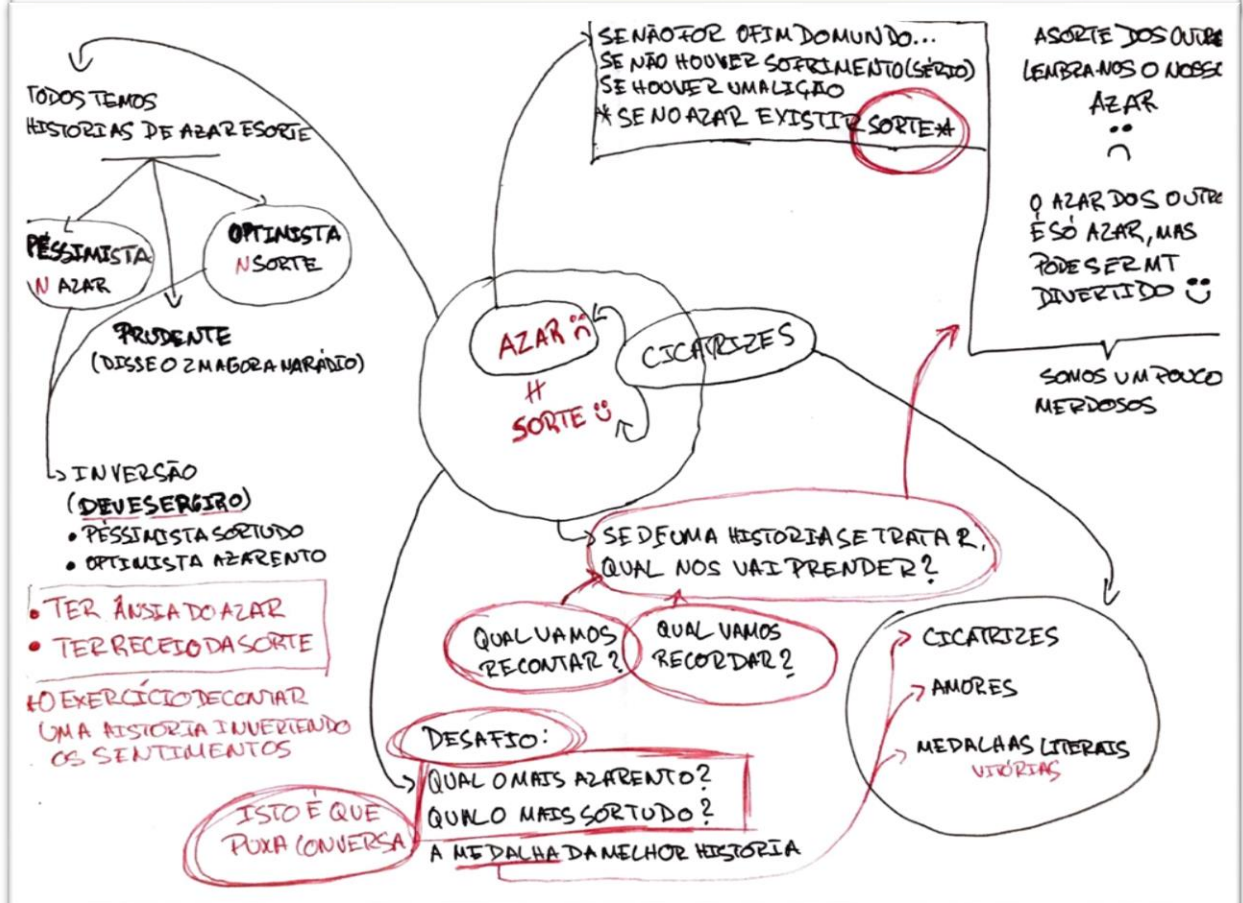 TODOS TEMOS
HISTORIAS DE AZAR E SORTE
PÉSSIMISTA
N AZAR
OPTIMISTA
N SORTE
PRUDENTE
(DISSE O ZM AGORA NA RÁDIO)
INVERSÃO
(DEVE SER GIRO)
• PÉSSIMISTA SORTUDO
• OPTIMISTA AZARENTO
• TER ÂNSIA DO AZAR
• TER RECEIO DA SORTE
O EXERCÍCIO DE CONTAR
UMA HISTORIA INVERTENDO
OS SENTIMENTOS
SE NÃO FOR O FIM DO MUNDO...
SE NÃO HOUVER SOFRIMENTO (SÉRIO)
SE HOUVER UMA LIÇÃO
* SE NO AZAR EXISTIR SORTE *
A SORTE DOS OUTRO
LEMBRA-NOS O NOSSO
AZAR
O AZAR DOS OUTRO
É SÓ AZAR, MAS
PODE SER MT
DIVERTIDO
SOMOS UM POUCO
MERDOSOS
AZAR
#
SORTE
CICATRIZES
SE DE UMA HISTORIA SE TRATAR,
QUAL NOS VAI PRENDER?
QUAL VAMOS
RECONTAR?
QUAL VAMOS
RECORDAR?
CICATRIZES
AMORES
MEDALHAS LITERAIS
VITÓRIAS
DESAFIO:
QUAL O MAIS AZARENTO?
QUAL O MAIS SORTUDO?
A MEDALHA DA MELHOR HISTORIA
ISTO É QUE
PUXA CONVERSA